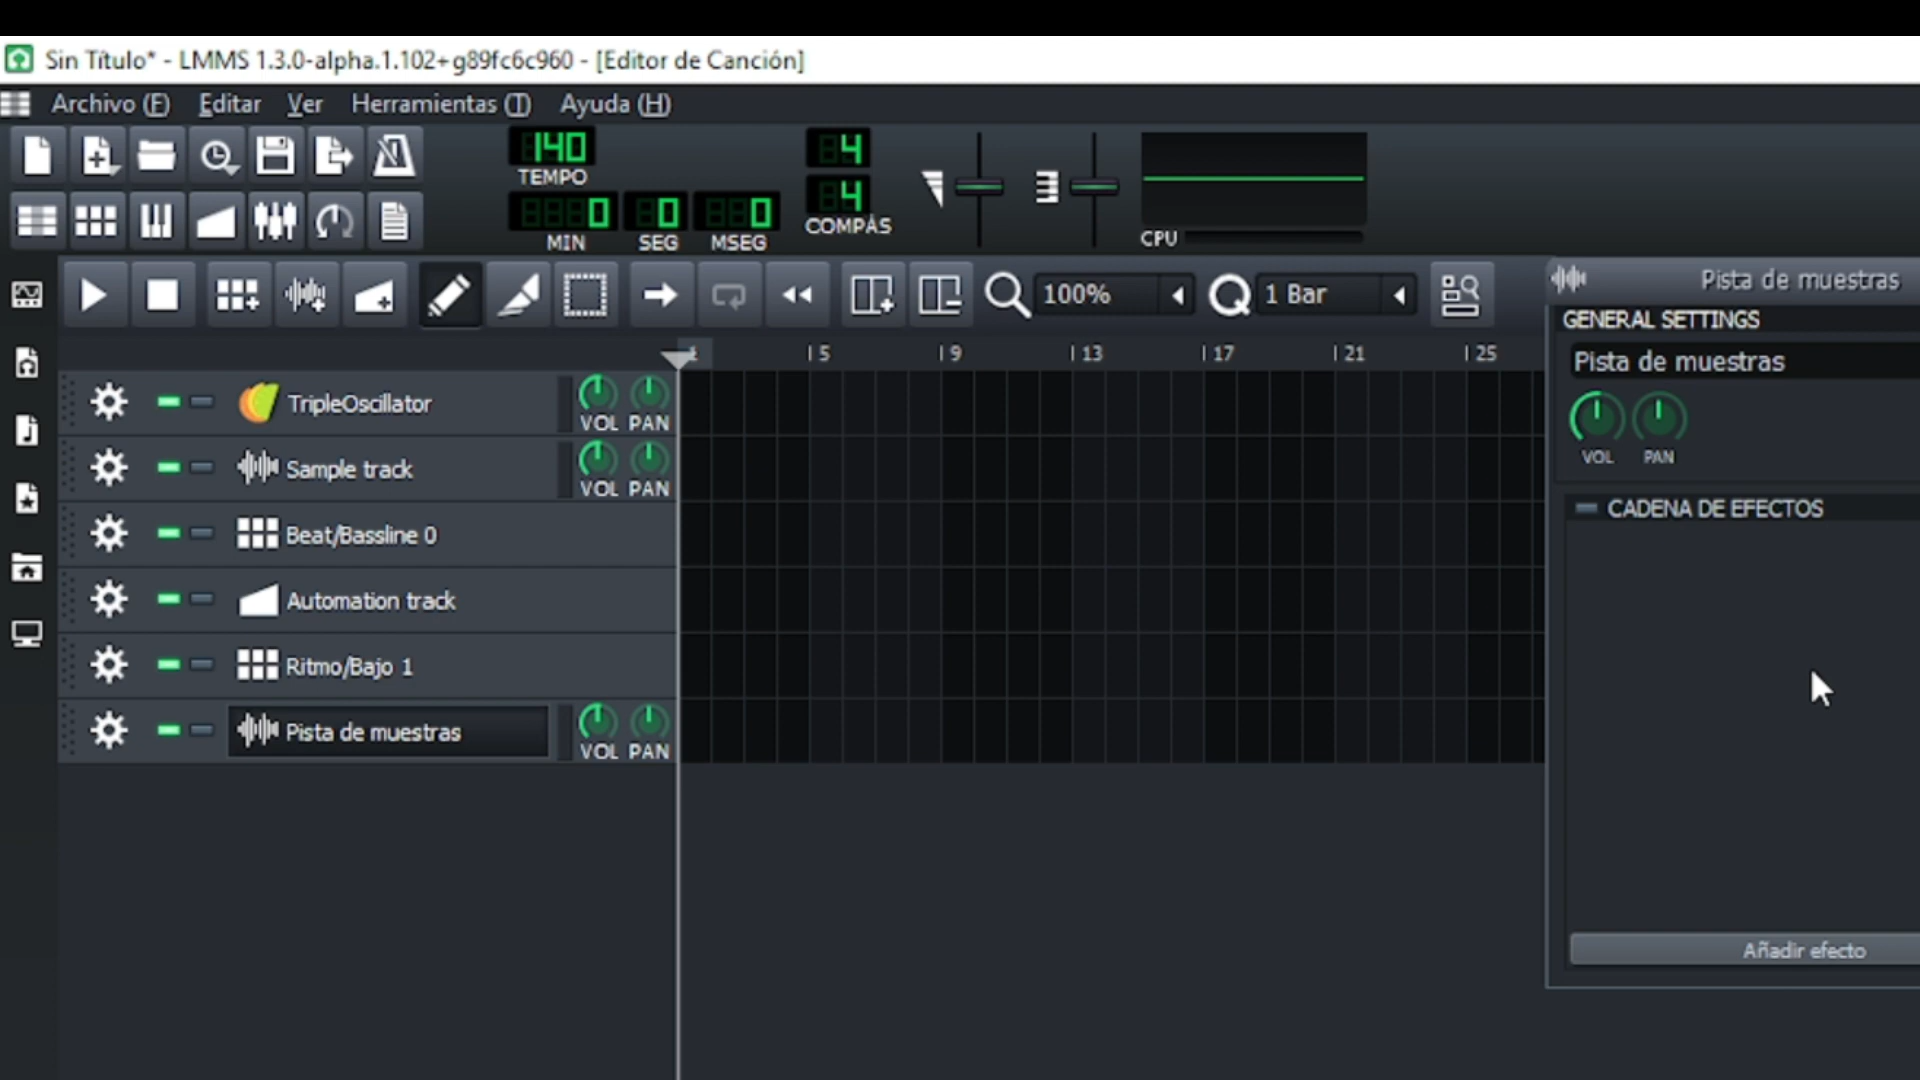 Sin Título* - LMMS 1.3.0-alpha.1.102+g89fc6c960 - [Editor de Canción]
Archivo (F) Editar Ver Herramientas (T) Ayuda (H)
140
TEMPO
0 0 0
MIN SEG MSEG
4
4
COMPÁS
CPU
100%
1 Bar
1 5 9 13 17 21 25
TripleOscillator VOL PAN
Sample track VOL PAN
Beat/Bassline 0
Automation track
Ritmo/Bajo 1
Pista de muestras VOL PAN
Pista de muestras
GENERAL SETTINGS
Pista de muestras
VOL PAN
CADENA DE EFECTOS
Añadir efecto